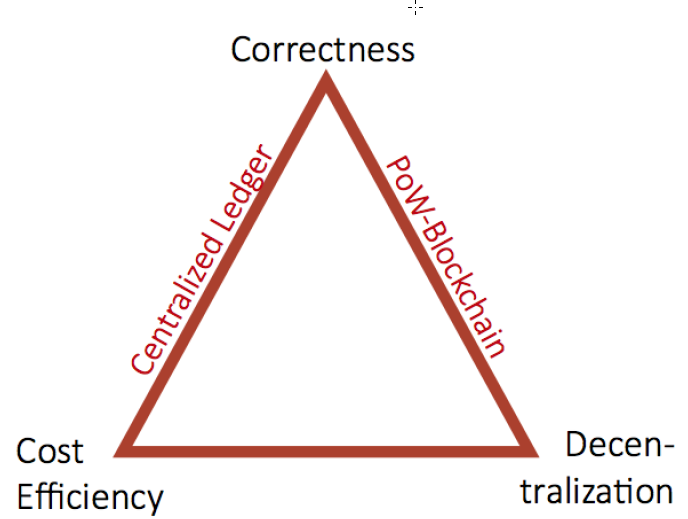 Correctness
Centralized Ledger
PoW-Blockchain
Cost
Efficiency
Decen-
tralization